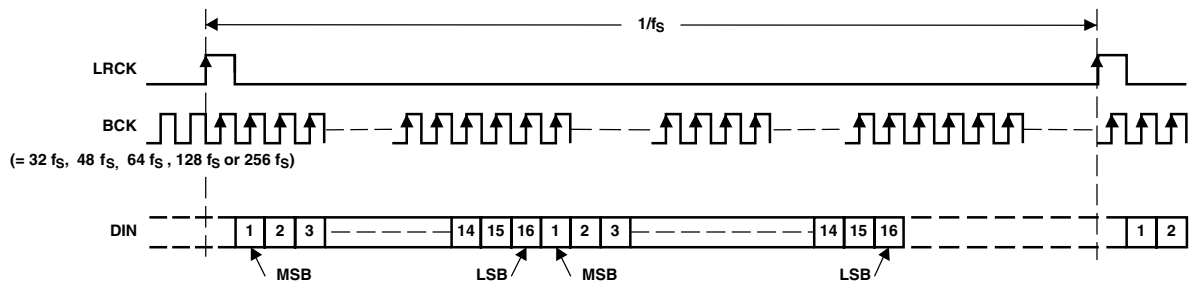 1/fS
LRCK
BCK
(= 32 fS, 48 fS, 64 fS , 128 fS or 256 fS)
DIN 1 2 3 14 15 16 1 2 3 14 15 16 1 2
MSB LSB MSB LSB